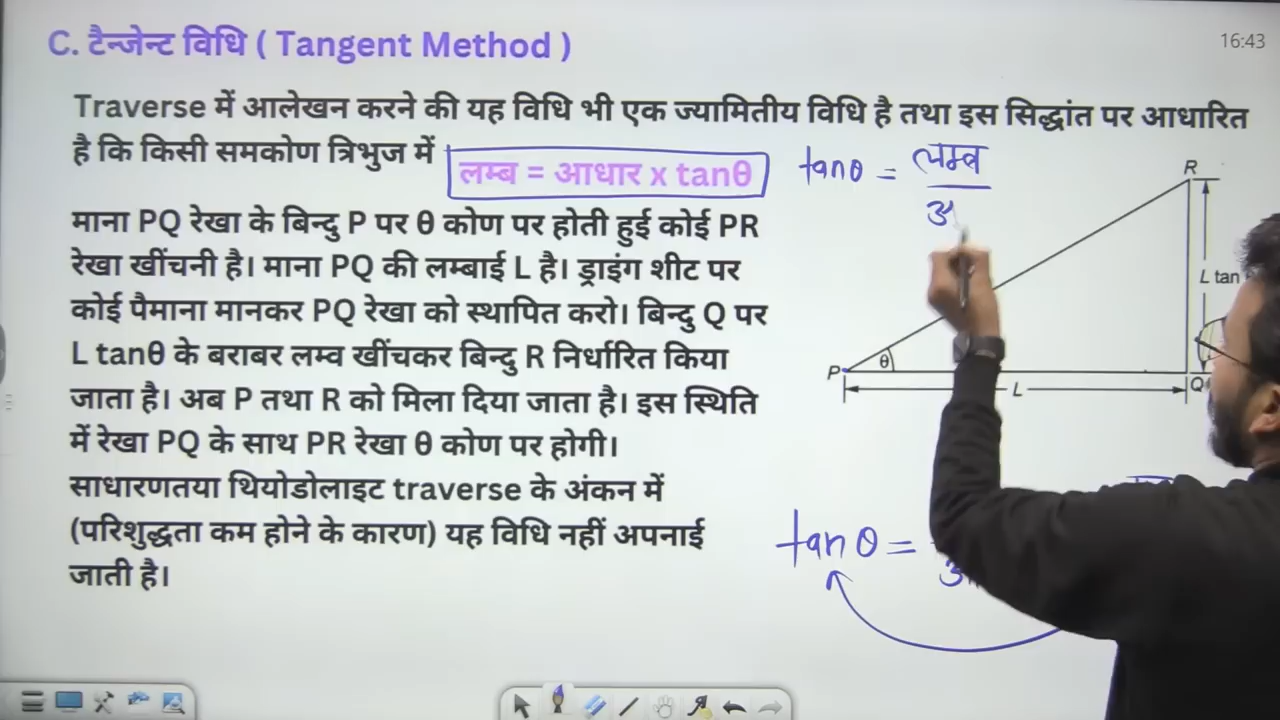 C. टैन्जेन्ट विधि ( Tangent Method )
16:43
Traverse में आलेखन करने की यह विधि भी एक ज्यामितीय विधि है तथा इस सिद्धांत पर आधारित
है कि किसी समकोण त्रिभुज में
लम्ब = आधार x tanθ
tanθ = लम्ब
माना PQ रेखा के बिन्दु P पर θ कोण पर होती हुई कोई PR
रेखा खींचनी है। माना PQ की लम्बाई L है। ड्राइंग शीट पर
कोई पैमाना मानकर PQ रेखा को स्थापित करो। बिन्दु Q पर
L tanθ के बराबर लम्व खींचकर बिन्दु R निर्धारित किया
जाता है। अब P तथा R को मिला दिया जाता है। इस स्थिति
में रेखा PQ के साथ PR रेखा θ कोण पर होगी।
साधारणतया थियोडोलाइट traverse के अंकन में
(परिशुद्धता कम होने के कारण) यह विधि नहीं अपनाई
जाती है।
R
L tan
P
θ
L
Q
tanθ =